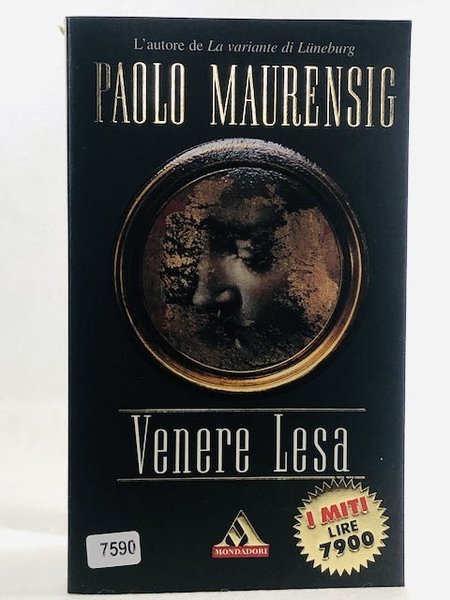 L'autore de La variante di Lüneburg
PAOLO MAURENSIG
Venere Lesa
I MITI
LIRE
7900
MONDADORI
7590